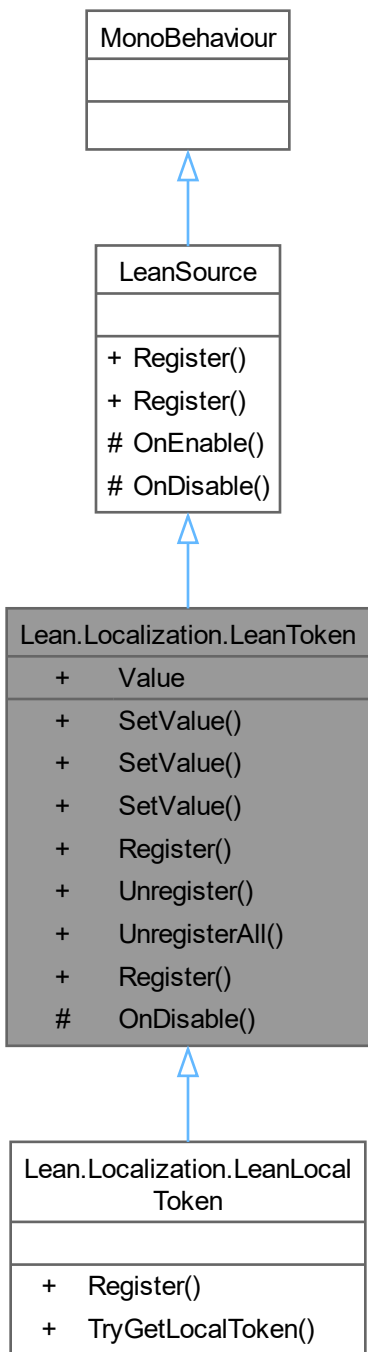 MonoBehaviour
LeanSource
+ Register()
+ Register()
# OnEnable()
# OnDisable()
Lean.Localization.LeanToken
+ Value
+ SetValue()
+ SetValue()
+ SetValue()
+ Register()
+ Unregister()
+ UnregisterAll()
+ Register()
# OnDisable()
Lean.Localization.LeanLocal
Token
+ Register()
+ TryGetLocalToken()